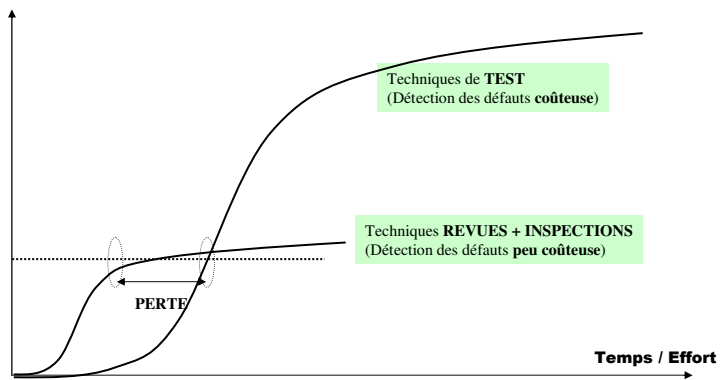 Techniques de TEST
(Détection des défauts coûteuse)
Techniques REVUES + INSPECTIONS
(Détection des défauts peu coûteuse)
PERTE
Temps / Effort